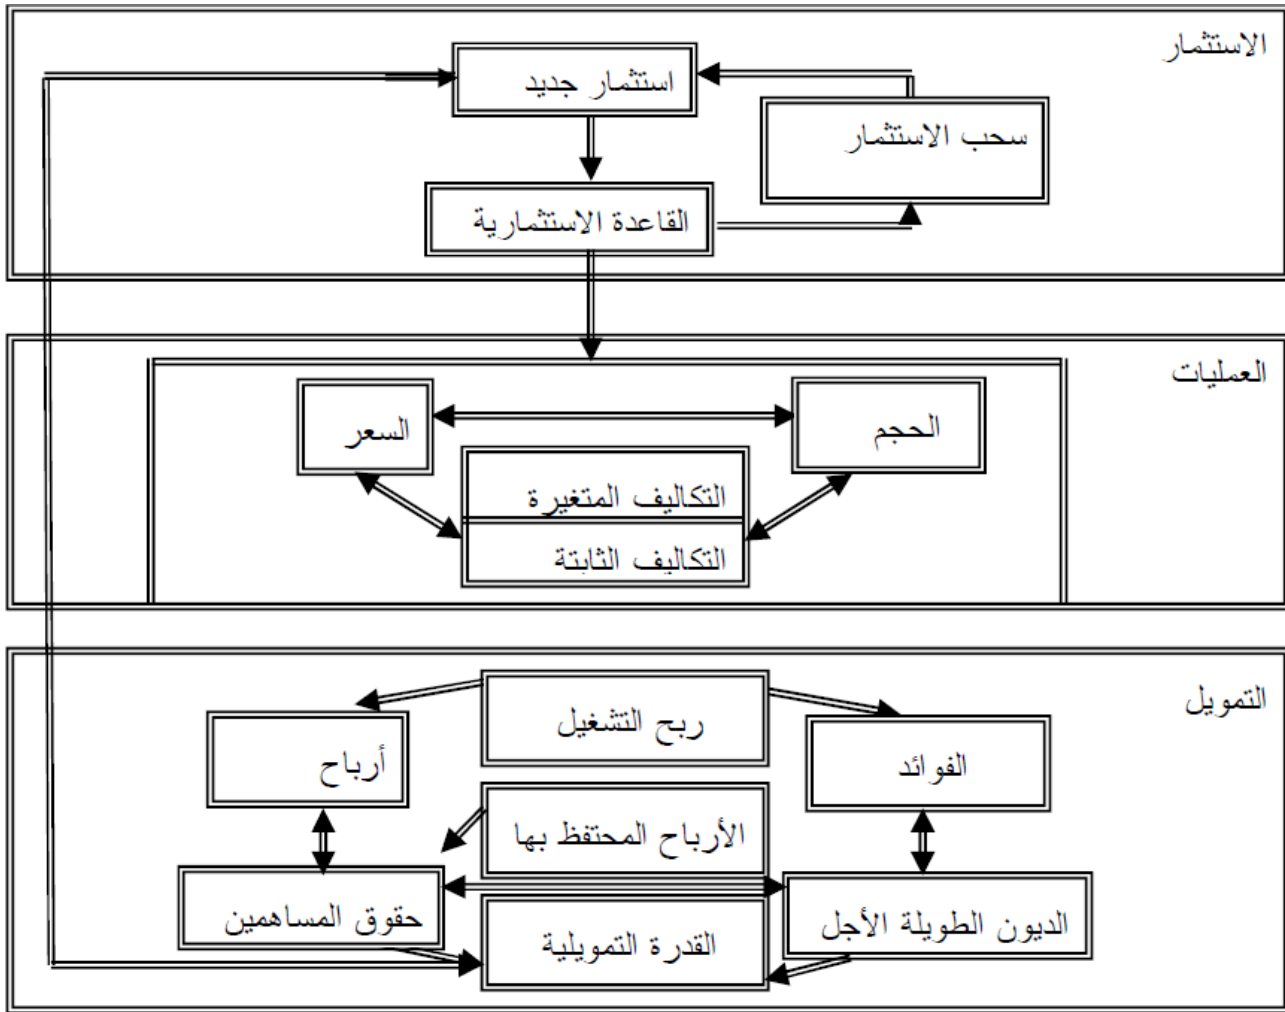 الاستثمار
استثمار جديد
سحب الاستثمار
القاعدة الاستثمارية
العمليات
الحجم
السعر
التكاليف المتغيرة
التكاليف الثابتة
التمويل
ربح التشغيل
الفوائد
أرباح
الأرباح المحتفظ بها
الديون الطويلة الأجل
حقوق المساهمين
القدرة التمويلية